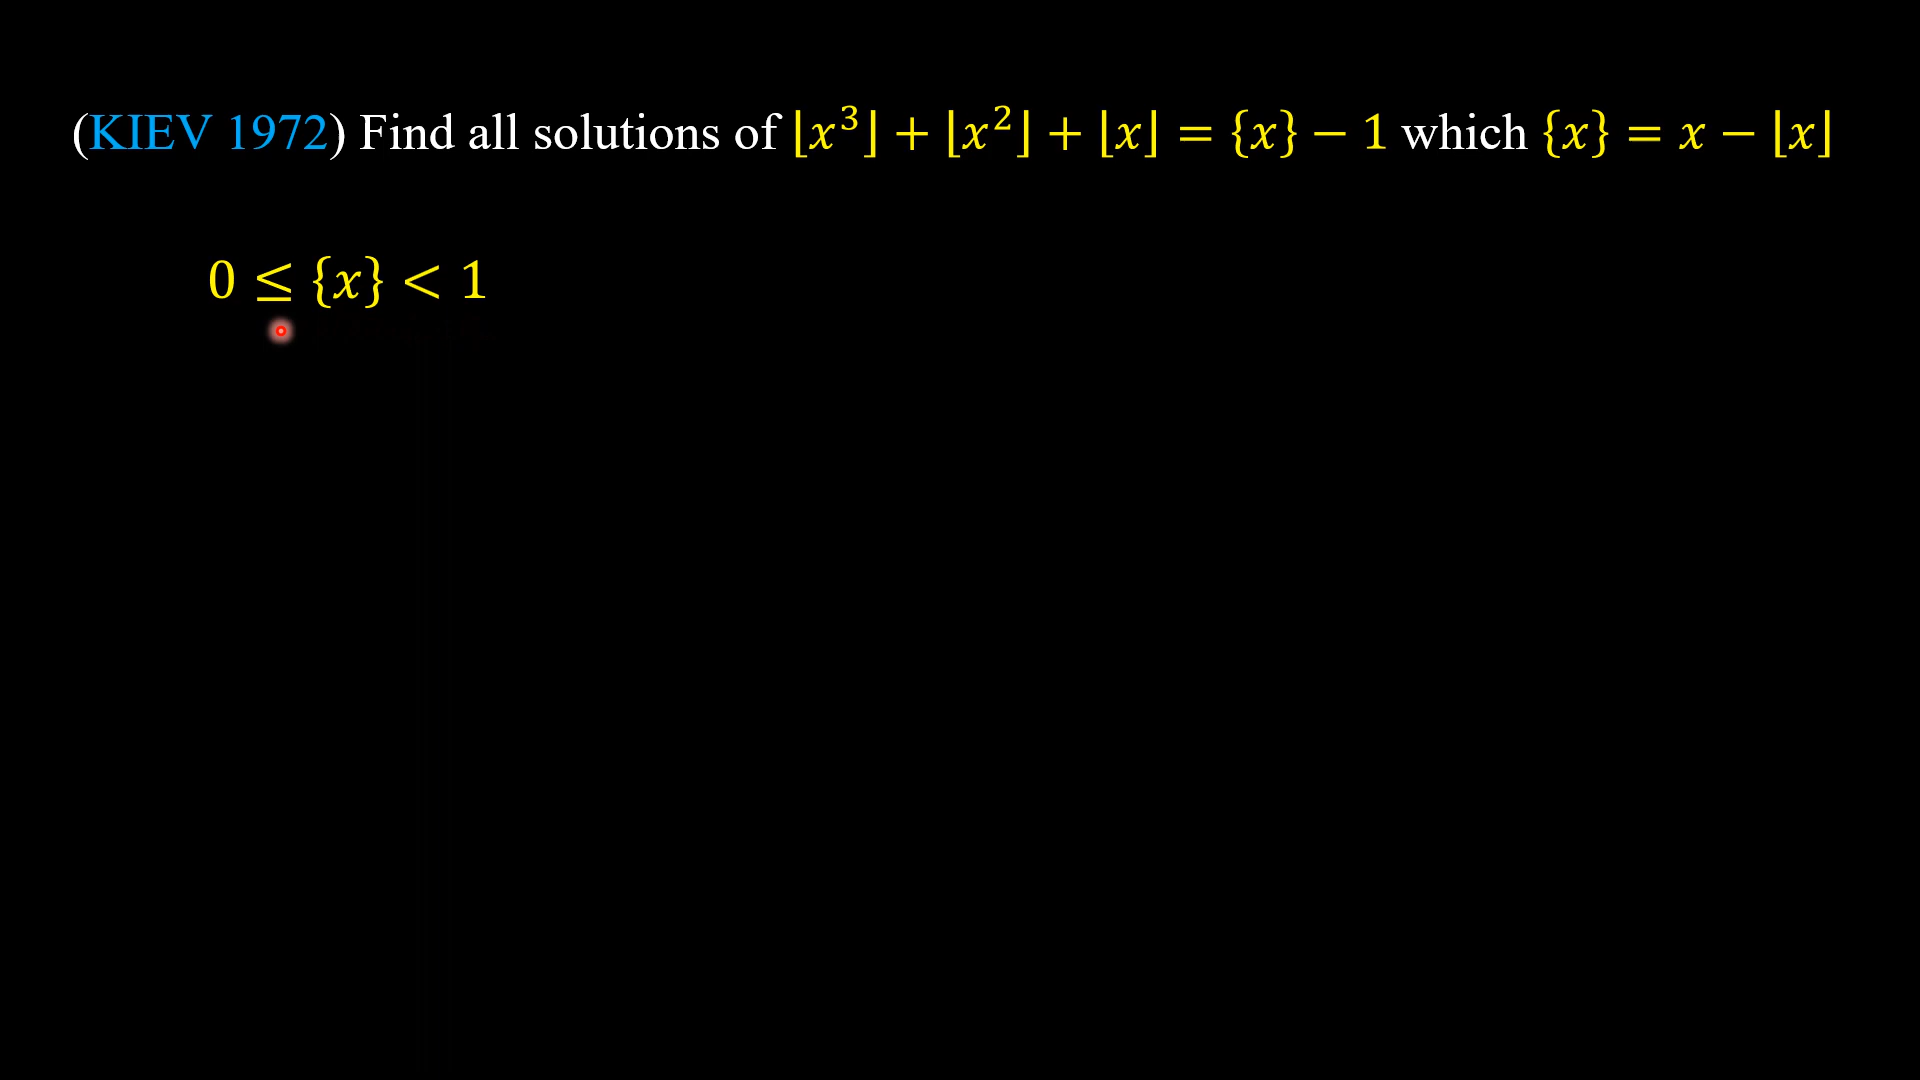 (KIEV 1972) Find all solutions of ⌊x³⌋ + ⌊x²⌋ + ⌊x⌋ = {x} − 1 which {x} = x − ⌊x⌋
0 ≤ {x} < 1